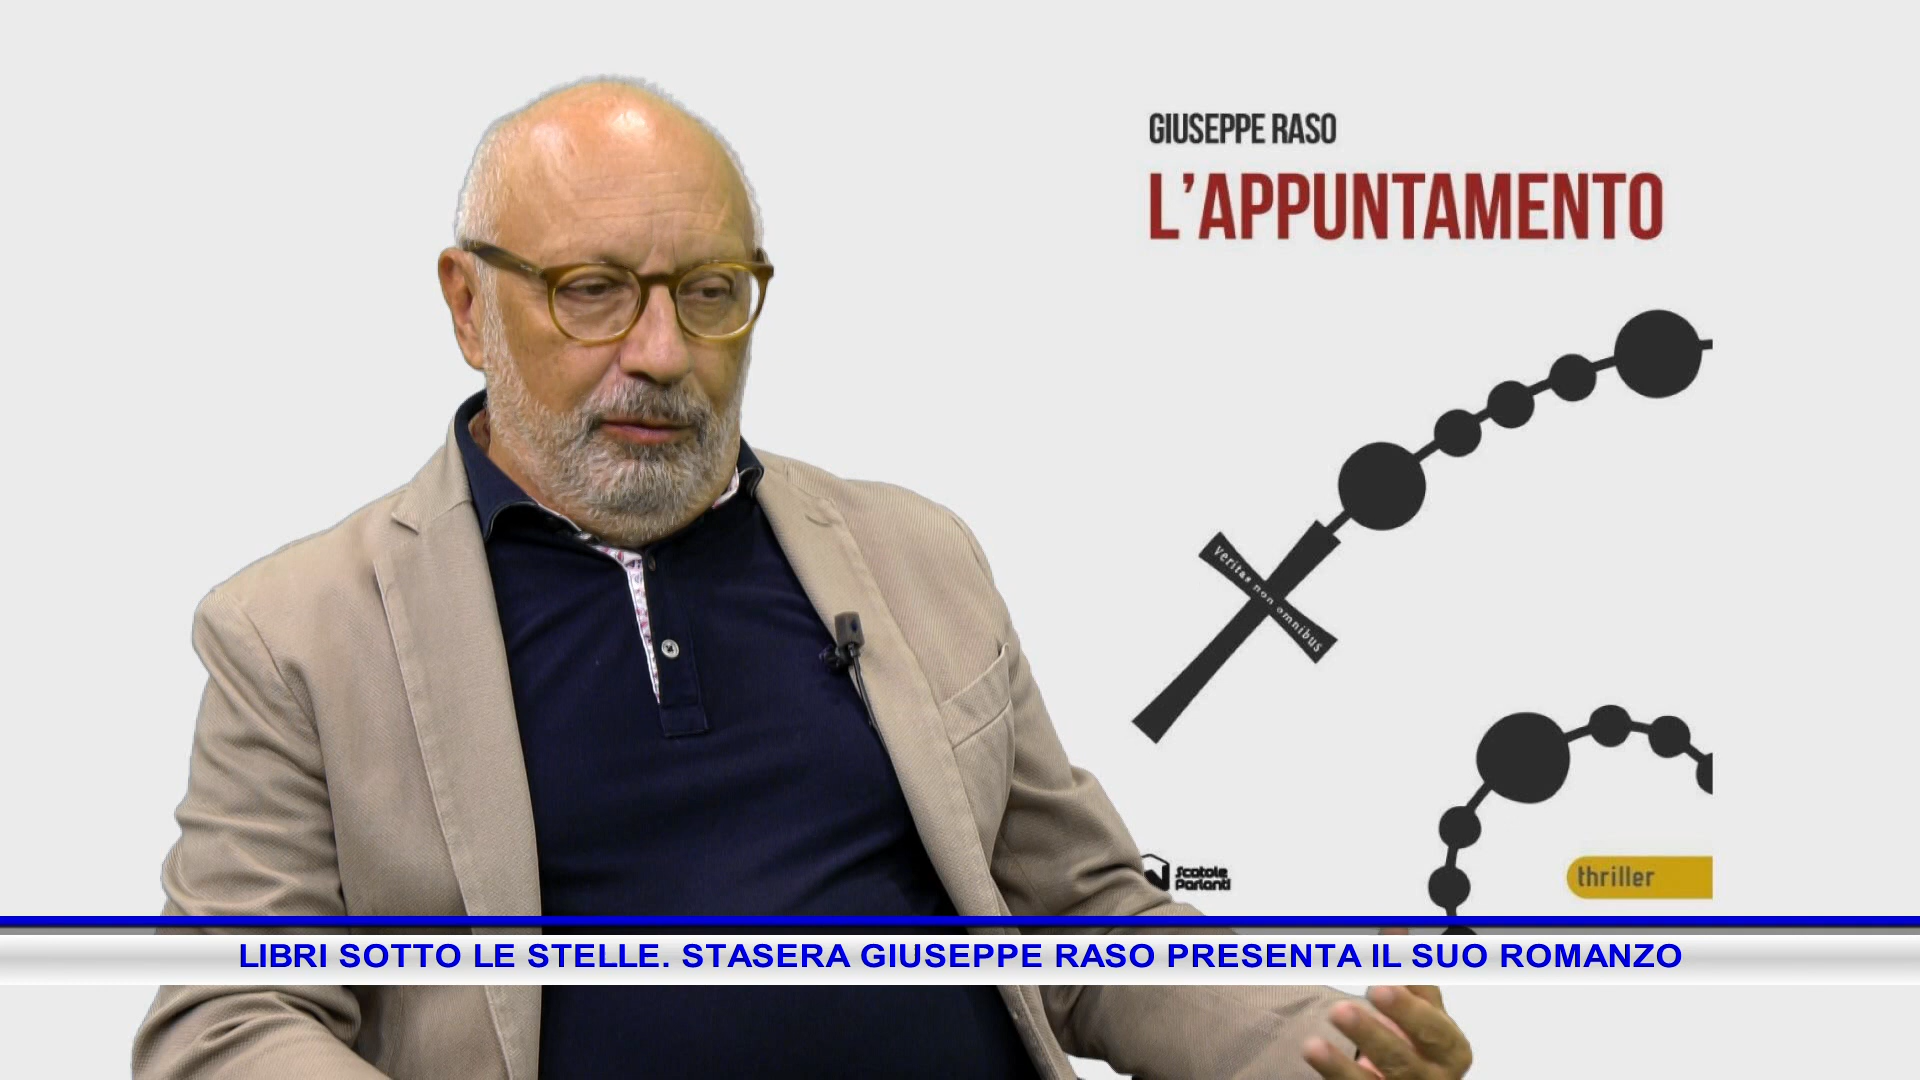 GIUSEPPE RASO
L'APPUNTAMENTO
veritas non omnibus
Scatole
Parlanti
thriller
LIBRI SOTTO LE STELLE. STASERA GIUSEPPE RASO PRESENTA IL SUO ROMANZO